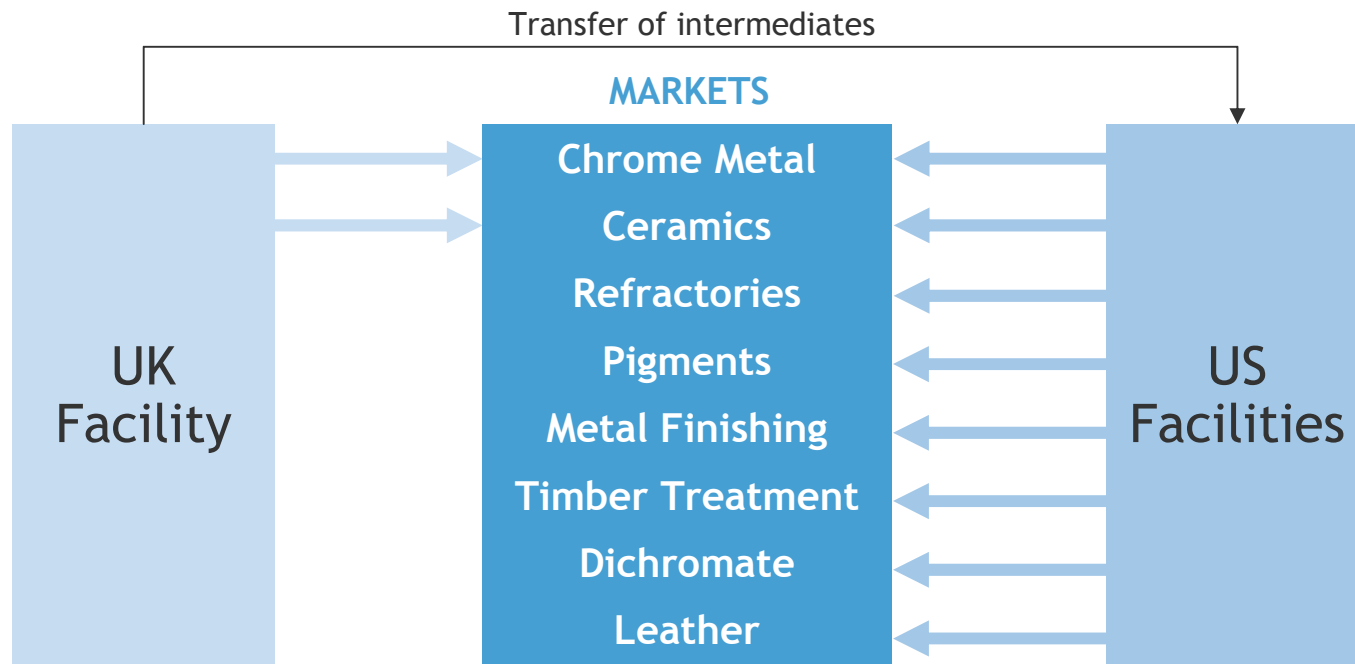 Transfer of intermediates
MARKETS
UK
Facility
Chrome Metal
Ceramics
Refractories
Pigments
Metal Finishing
Timber Treatment
Dichromate
Leather
US
Facilities